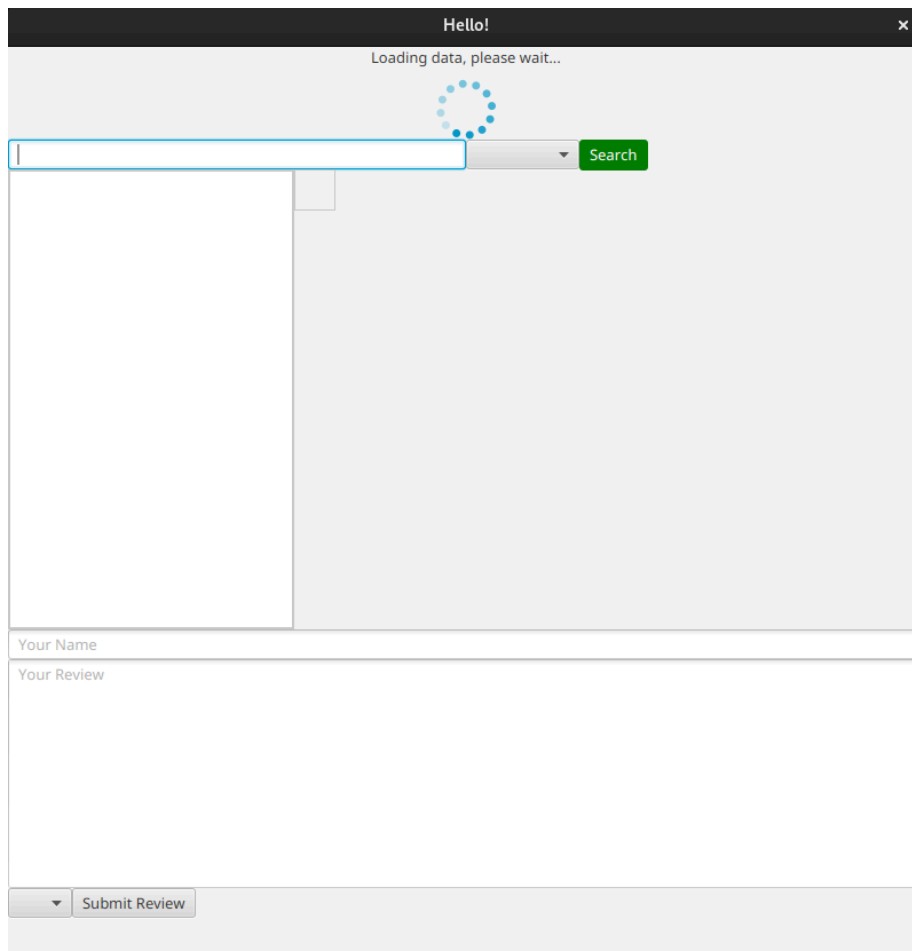 Hello!
Loading data, please wait...
Search
Your Name
Your Review
Submit Review